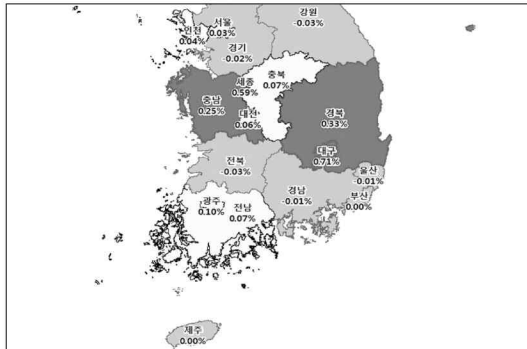 강원
-0.03%
서울
0.03%
인천
0.04%
경기
-0.02%
충북
0.07%
세종
0.59%
충남
0.25%
대전
0.06%
경북
0.33%
대구
0.71%
전북
-0.03%
울산
-0.01%
경남
-0.01%
부산
0.00%
광주
0.10%
전남
0.07%
제주
0.00%